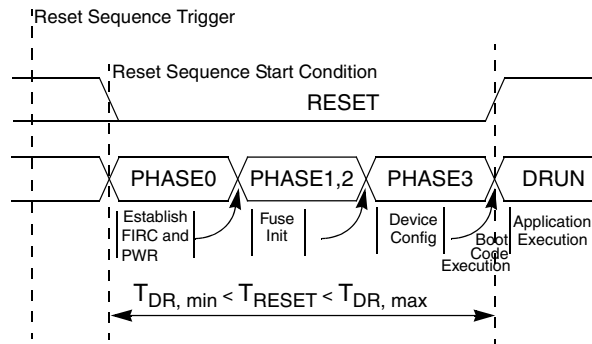 Reset Sequence Trigger
Reset Sequence Start Condition
RESET
PHASE0
PHASE1,2
PHASE3
DRUN
Establish
FIRC and
PWR
Fuse
Init
Device
Config
Boot
Code
Execution
Application
Execution
TDR, min < TRESET < TDR, max